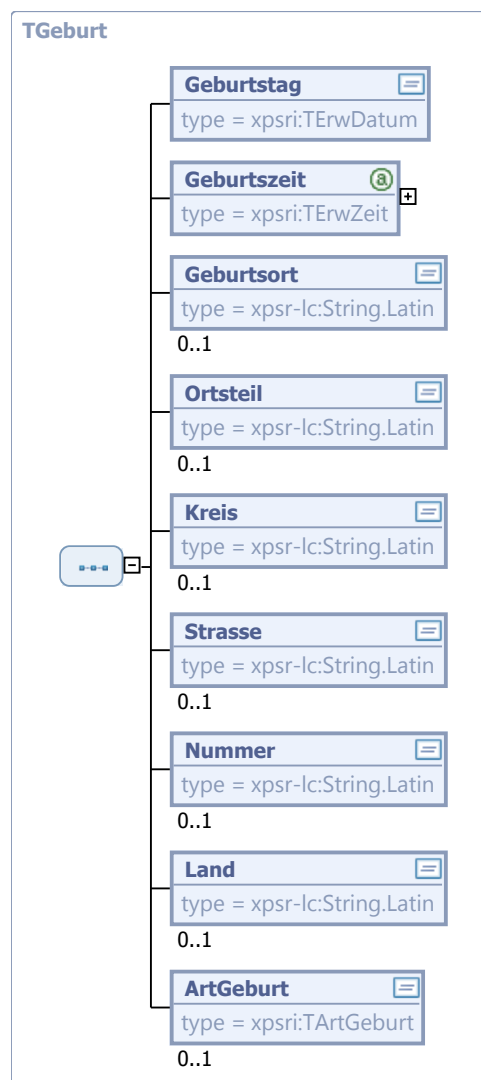 TGeburt
Geburtstag
type = xpsri:TErwDatum
Geburtszeit a
type = xpsri:TErwZeit
Geburtsort
type = xpsr-lc:String.Latin
0..1
Ortsteil
type = xpsr-lc:String.Latin
0..1
Kreis
type = xpsr-lc:String.Latin
0..1
Strasse
type = xpsr-lc:String.Latin
0..1
Nummer
type = xpsr-lc:String.Latin
0..1
Land
type = xpsr-lc:String.Latin
0..1
ArtGeburt
type = xpsri:TArtGeburt
0..1